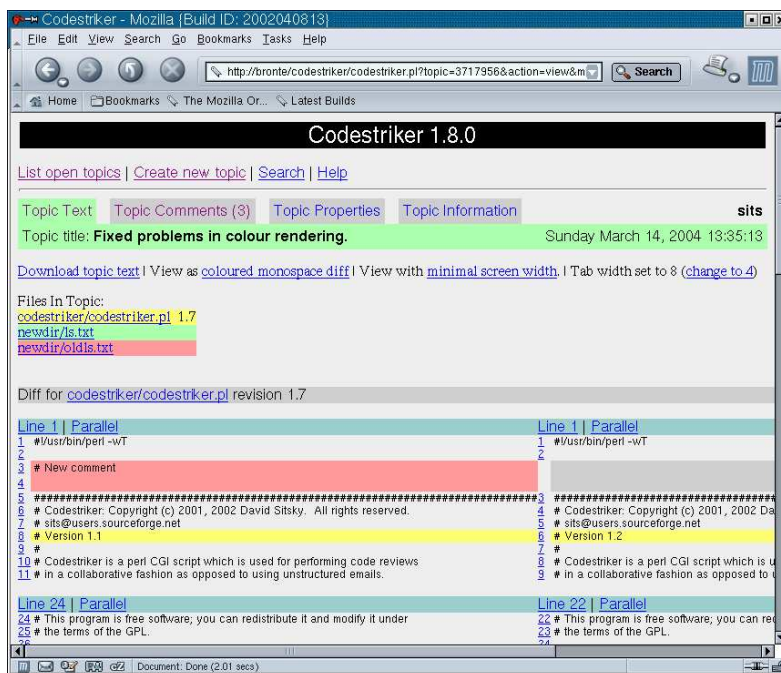 Codestriker - Mozilla {Build ID: 2002040813}
File Edit View Search Go Bookmarks Tasks Help
http://bronte/codestriker/codestriker.pl?topic=3717956&action=view&m Search
Home Bookmarks The Mozilla Or... Latest Builds
Codestriker 1.8.0
List open topics | Create new topic | Search | Help
Topic Text Topic Comments (3) Topic Properties Topic Information sits
Topic title: Fixed problems in colour rendering. Sunday March 14, 2004 13:35:13
Download topic text | View as coloured monospace diff | View with minimal screen width. | Tab width set to 8 (change to 4)
Files In Topic:
codestriker/codestriker.pl 1.7
newdir/ls.txt
newdir/oldls.txt
Diff for codestriker/codestriker.pl revision 1.7
Line 1 | Parallel Line 1 | Parallel
1 #!/usr/bin/perl -wT 1 #!/usr/bin/perl -wT
2 2
3 # New comment
4
5 ############################################################################### 3 ####################################
6 # Codestriker: Copyright (c) 2001, 2002 David Sitsky. All rights reserved. 4 # Codestriker: Copyright (c) 2001, 2002 Da
7 # sits@users.sourceforge.net 5 # sits@users.sourceforge.net
8 # Version 1.1 6 # Version 1.2
9 # 7 #
10 # Codestriker is a perl CGI script which is used for performing code reviews 8 # Codestriker is a perl CGI script which is u
11 # in a collaborative fashion as opposed to using unstructured emails. 9 # in a collaborative fashion as opposed to
Line 24 | Parallel Line 22 | Parallel
24 # This program is free software; you can redistribute it and modify it under 22 # This program is free software; you can
25 # the terms of the GPL. 23 # the terms of the GPL.
26 24
Document: Done (2.01 secs)